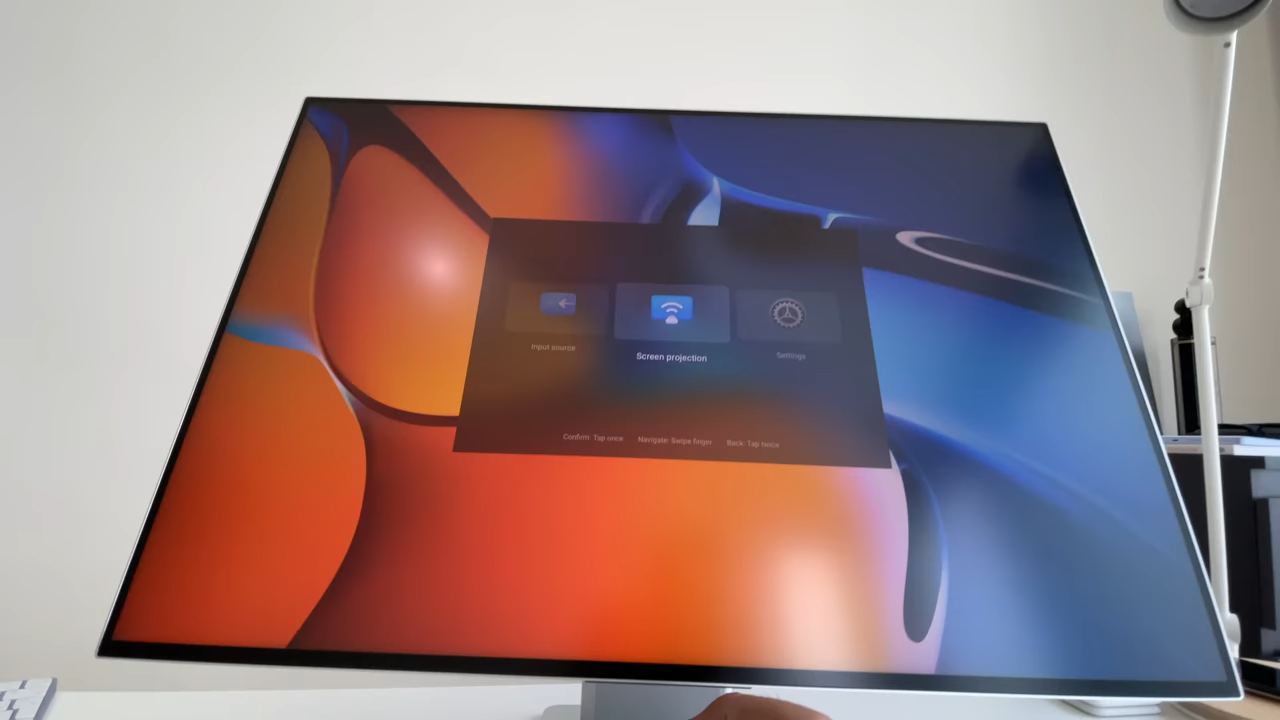 Input source
Screen projection
Settings
Confirm: Tap once Navigate: Swipe finger Back: Tap twice